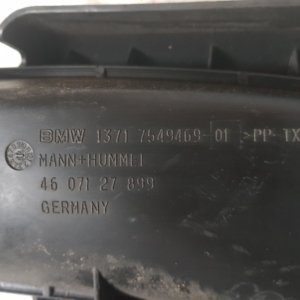 BMW 1371 7549469-01 >PP-TX
MANN+HUMMEL
46 071 27 899
GERMANY